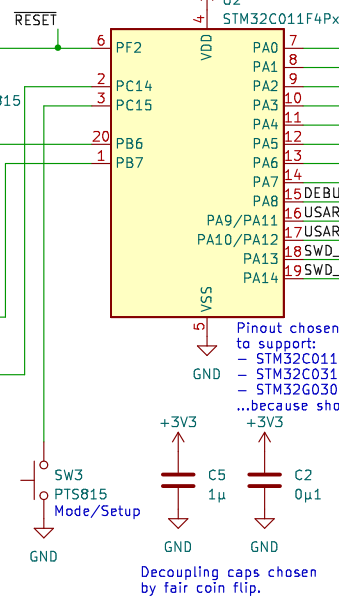 RESET
STM32C011F4Px
4
VDD
6 PF2 PA0 7
PA1 8
2 PC14 PA2 9
815 3 PC15 PA3 10
PA4 11
20 PB6 PA5 12
1 PB7 PA6 13
PA7 14
PA8 15 DEBU
PA9/PA11 16 USAR
PA10/PA12 17 USAR
PA13 18 SWD_
PA14 19 SWD_
VSS
5
GND
Pinout chosen
to support:
- STM32C011
- STM32C031
- STM32G030
...because sho
+3V3 +3V3
SW3 C5 C2
PTS815 1µ 0µ1
Mode/Setup
GND GND GND
Decoupling caps chosen
by fair coin flip.